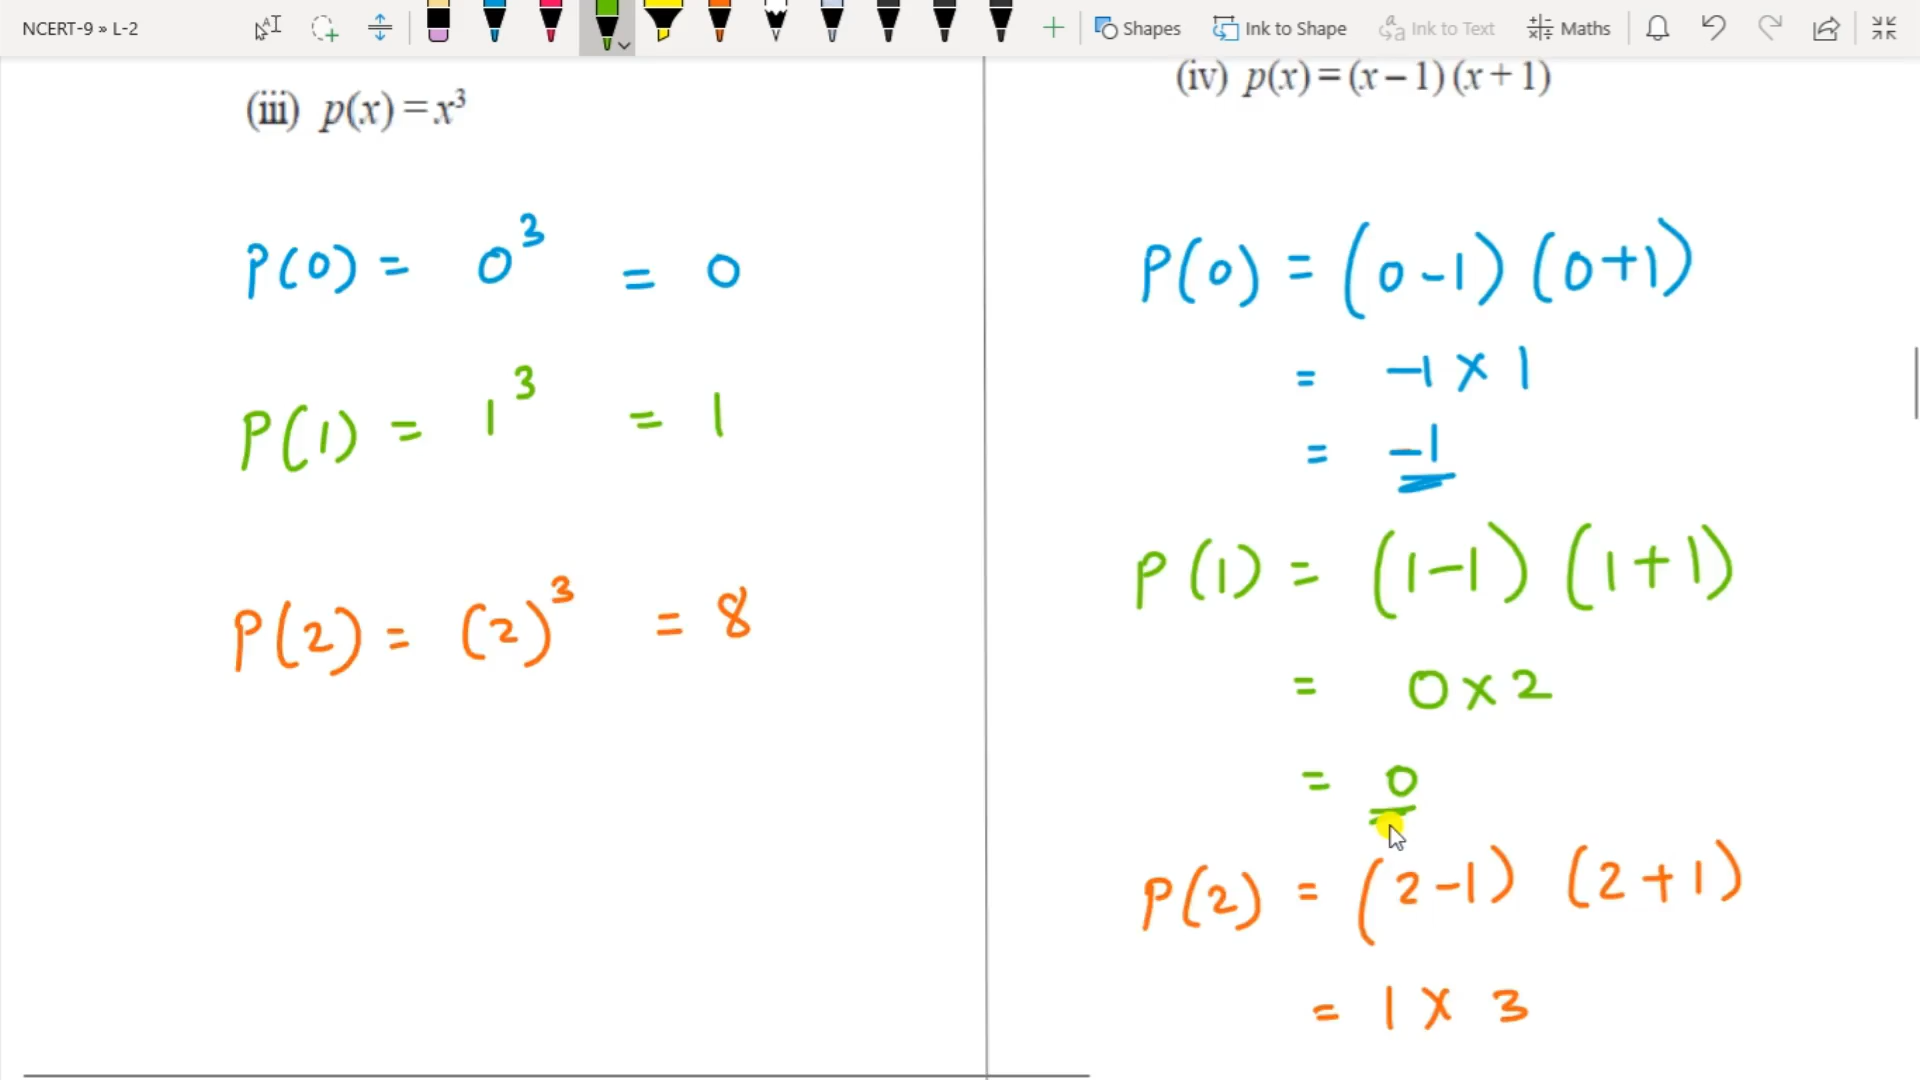 NCERT-9 » L-2
Shapes
Ink to Shape
Ink to Text
Maths
(iii) p(x) = x³
P(0) = 0³ = 0
P(1) = 1³ = 1
P(2) = (2)³ = 8
(iv) p(x) = (x – 1) (x + 1)
P(0) = (0-1) (0+1)
= -1 × 1
= -1
P(1) = (1-1) (1+1)
= 0 × 2
= 0
P(2) = (2-1) (2+1)
= 1 × 3